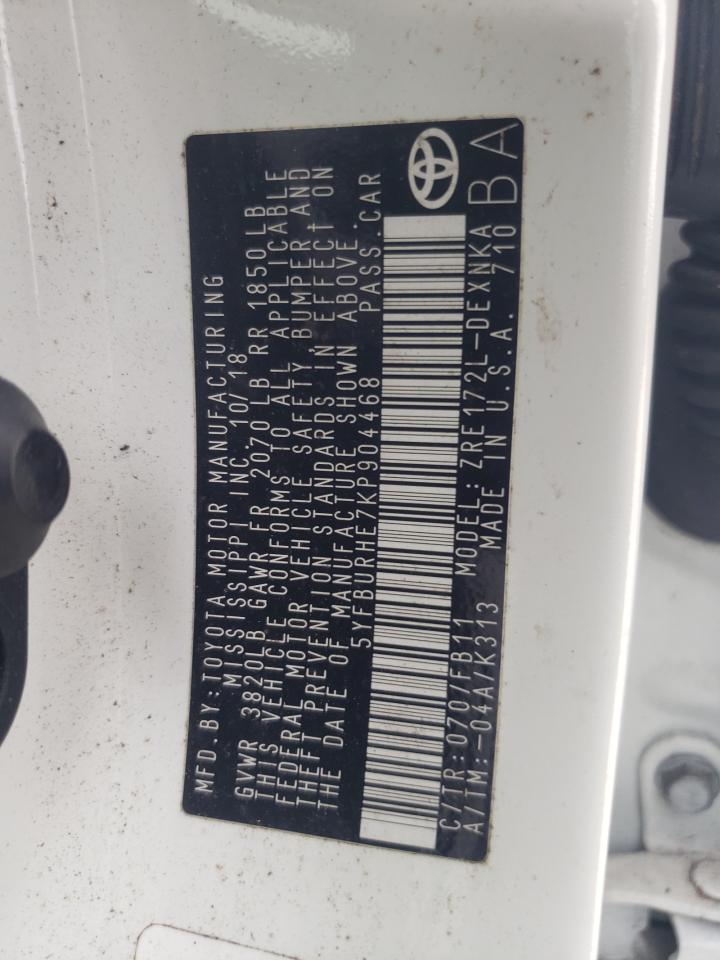 MFD.BY:TOYOTA MOTOR MANUFACTURING
MISSISSIPPI INC. 10/18
GVWR 3820LB GAWR FR 2070 LB RR 1850LB
THIS VEHICLE CONFORMS TO ALL APPLICABLE
FEDERAL MOTOR VEHICLE SAFETY,BUMPER AND
THEFT PREVENTION STANDARDS IN EFFECT ON
THE DATE OF MANUFACTURE SHOWN ABOVE.
5YFBURHE7KP904468 PASS.CAR
C/TR:070/FB11 MODEL:ZRE172L-DEXNKA
A/TM:-04A/K313 MADE IN U.S.A. 710 BA